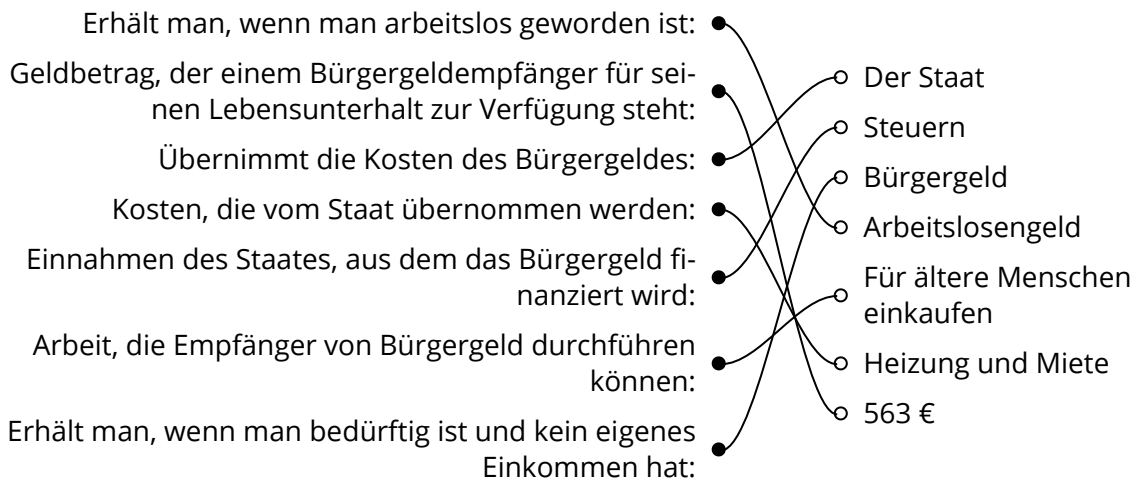 Erhält man, wenn man arbeitslos geworden ist:
Geldbetrag, der einem Bürgergeldempfänger für sei-
nen Lebensunterhalt zur Verfügung steht:
Übernimmt die Kosten des Bürgergeldes:
Kosten, die vom Staat übernommen werden:
Einnahmen des Staates, aus dem das Bürgergeld fi-
nanziert wird:
Arbeit, die Empfänger von Bürgergeld durchführen
können:
Erhält man, wenn man bedürftig ist und kein eigenes
Einkommen hat:
Der Staat
Steuern
Bürgergeld
Arbeitslosengeld
Für ältere Menschen
einkaufen
Heizung und Miete
563 €